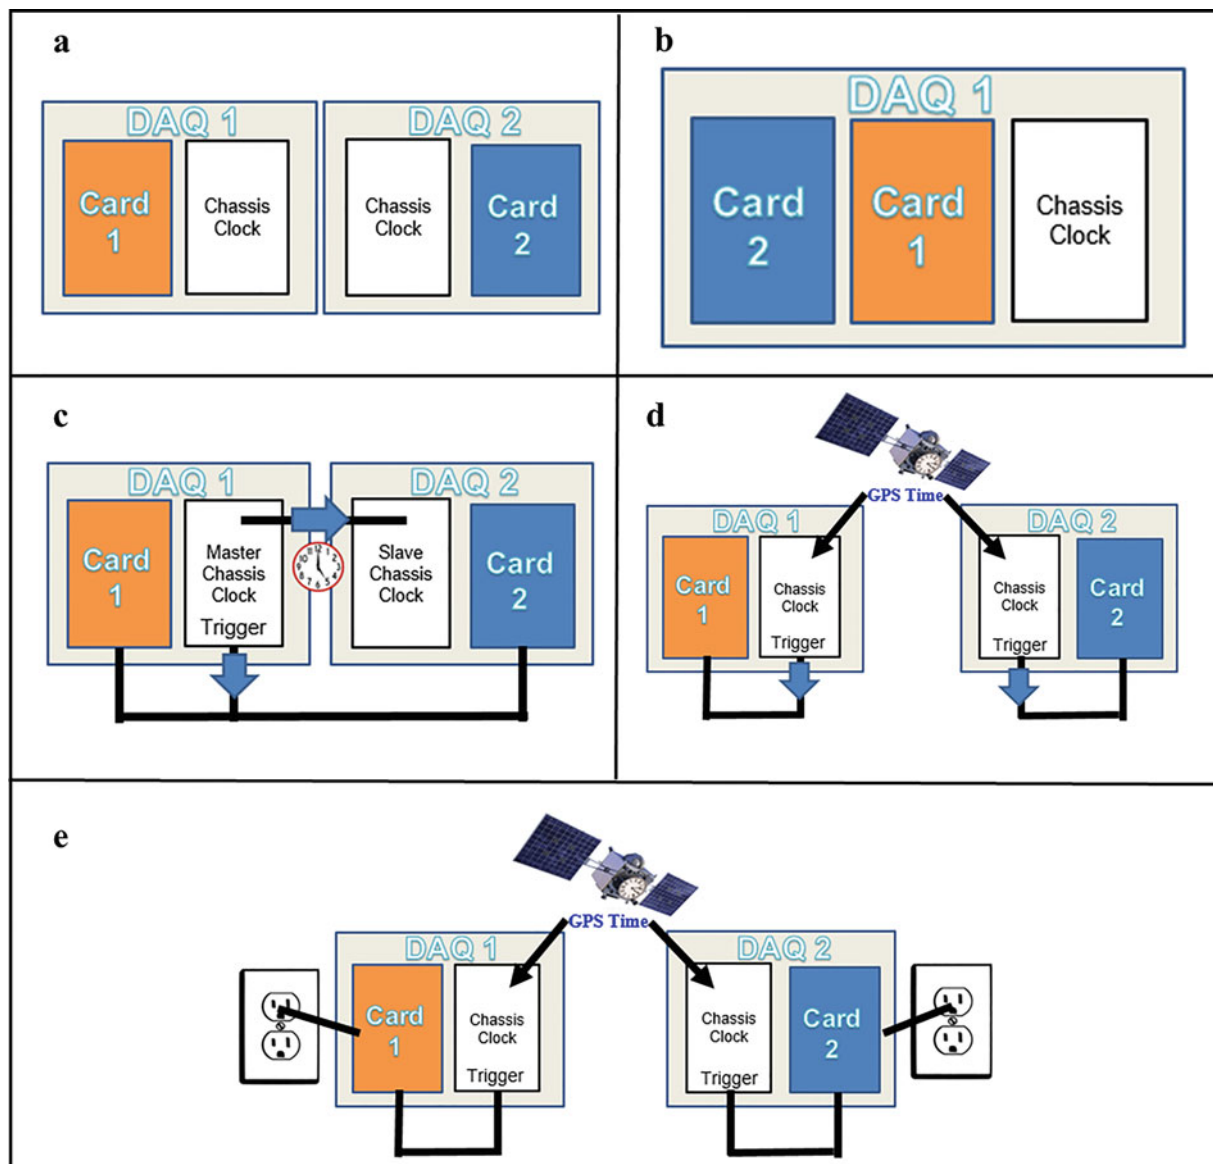 a
DAQ 1
Card
1
Chassis
Clock
DAQ 2
Chassis
Clock
Card
2
b
DAQ 1
Card
2
Card
1
Chassis
Clock
c
DAQ 1
Card
1
Master
Chassis
Clock
Trigger
DAQ 2
Slave
Chassis
Clock
Card
2
d
GPS Time
DAQ 1
Card
1
Chassis
Clock
Trigger
DAQ 2
Chassis
Clock
Trigger
Card
2
e
GPS Time
DAQ 1
Card
1
Chassis
Clock
Trigger
DAQ 2
Chassis
Clock
Trigger
Card
2